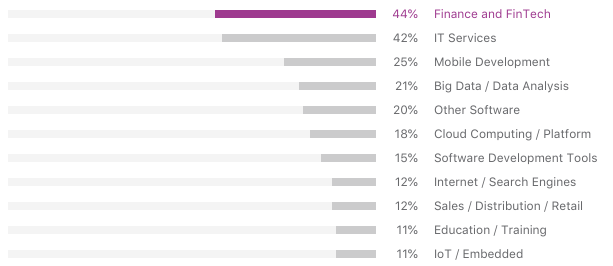 44% Finance and FinTech
42% IT Services
25% Mobile Development
21% Big Data / Data Analysis
20% Other Software
18% Cloud Computing / Platform
15% Software Development Tools
12% Internet / Search Engines
12% Sales / Distribution / Retail
11% Education / Training
11% IoT / Embedded